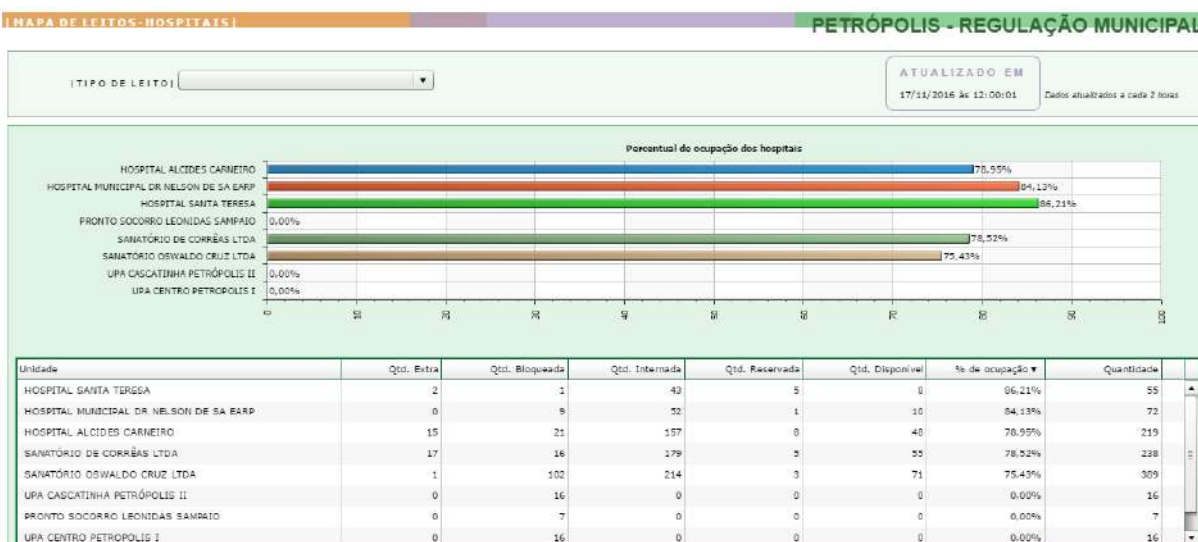 |MAPA DE LEITOS-HOSPITAIS|
PETRÓPOLIS - REGULAÇÃO MUNICIPAL
|TIPO DE LEITO|
ATUALIZADO EM
17/11/2016 às 12:00:01
Dados atualizados a cada 2 horas
Percentual de ocupação dos hospitais
HOSPITAL ALCIDES CARNEIRO 78,95%
HOSPITAL MUNICIPAL DR NELSON DE SA EARP 84,13%
HOSPITAL SANTA TERESA 86,21%
PRONTO SOCORRO LEONIDAS SAMPAIO 0,00%
SANATÓRIO DE CORRÊAS LTDA 78,52%
SANATÓRIO OSWALDO CRUZ LTDA 75,43%
UPA CASCATINHA PETRÓPOLIS II 0,00%
UPA CENTRO PETROPOLIS I 0,00%
0 10 20 30 40 50 60 70 80 90 100
Unidade Qtd. Extra Qtd. Bloqueada Qtd. Internada Qtd. Reservada Qtd. Disponível % de ocupação ▼ Quantidade
HOSPITAL SANTA TERESA 2 1 43 5 8 86,21% 55
HOSPITAL MUNICIPAL DR NELSON DE SA EARP 0 9 52 1 10 84,13% 72
HOSPITAL ALCIDES CARNEIRO 15 21 157 8 48 78,95% 219
SANATÓRIO DE CORRÊAS LTDA 17 16 179 5 55 78,52% 238
SANATÓRIO OSWALDO CRUZ LTDA 1 102 214 3 71 75,43% 389
UPA CASCATINHA PETRÓPOLIS II 0 16 0 0 0 0,00% 16
PRONTO SOCORRO LEONIDAS SAMPAIO 0 7 0 0 0 0,00% 7
UPA CENTRO PETROPOLIS I 0 16 0 0 0 0,00% 16